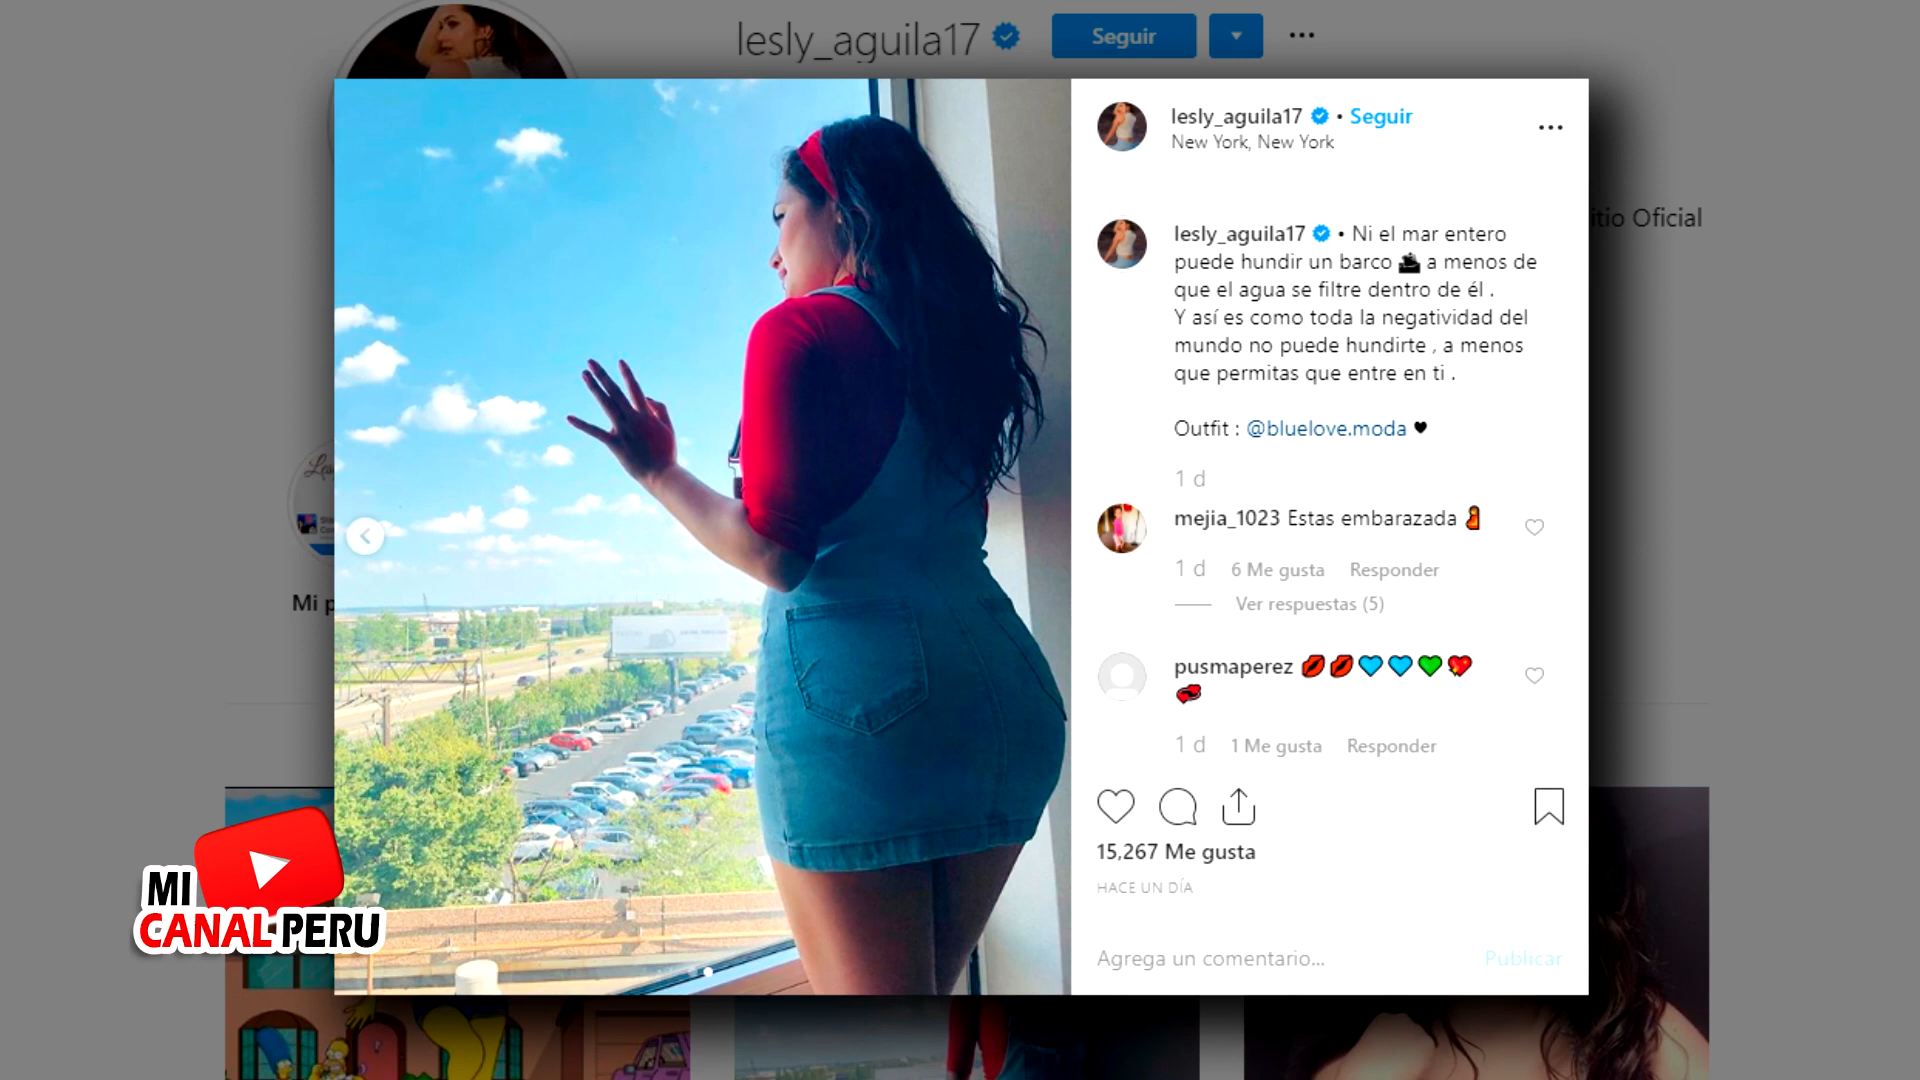 lesly_aguila17
Seguir
lesly_aguila17 • Seguir
New York, New York
itio Oficial
lesly_aguila17 • Ni el mar entero
puede hundir un barco a menos de
que el agua se filtre dentro de él .
Y así es como toda la negatividad del
mundo no puede hundirte , a menos
que permitas que entre en ti .
Outfit : @bluelove.moda
1 d
mejia_1023 Estas embarazada
1 d 6 Me gusta Responder
Ver respuestas (5)
Mi p
pusmaperez
1 d 1 Me gusta Responder
15,267 Me gusta
HACE UN DÍA
Agrega un comentario...
Publicar
MI
CANAL PERU